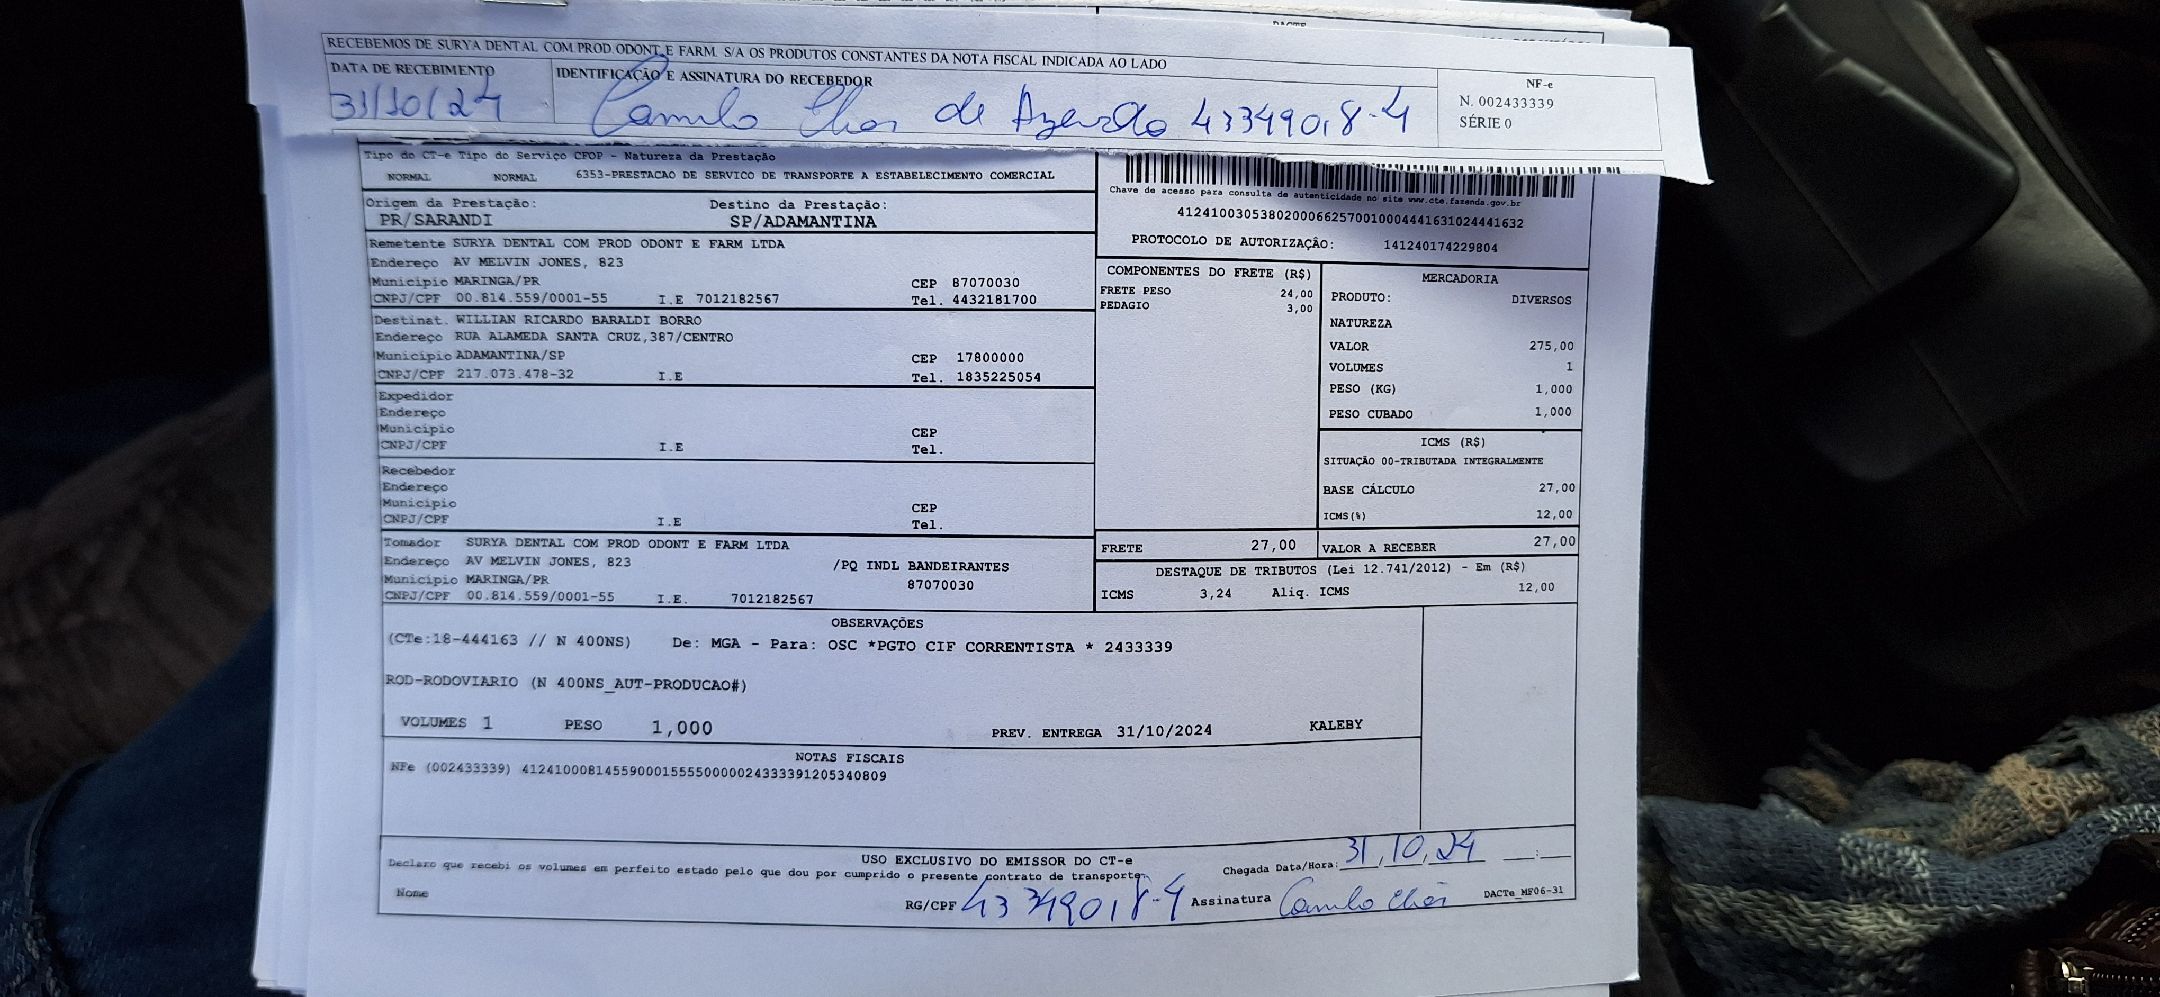 DACTE
RECEBEMOS DE SURYA DENTAL COM PROD ODONT E FARM. S/A OS PRODUTOS CONSTANTES DA NOTA FISCAL INDICADA AO LADO
DATA DE RECEBIMENTO IDENTIFICAÇÃO E ASSINATURA DO RECEBEDOR NF-e
31/10/24 Camilo de Azevedo N. 002433339
SÉRIE 0
Tipo do CT-e Tipo do Serviço CFOP - Natureza da Prestação
NORMAL NORMAL 6353-PRESTACAO DE SERVICO DE TRANSPORTE A ESTABELECIMENTO COMERCIAL
Chave de acesso para consulta de autenticidade no site www.cte.fazenda.gov.br
41241003053802000662570010004441631024441632
PROTOCOLO DE AUTORIZAÇÃO: 141240174229804
Origem da Prestação: Destino da Prestação:
PR/SARANDI SP/ADAMANTINA
Remetente SURYA DENTAL COM PROD ODONT E FARM LTDA
Endereço AV MELVIN JONES, 823
Municipio MARINGA/PR CEP 87070030
CNPJ/CPF 00.814.559/0001-55 I.E 7012182567 Tel. 4432181700
Destinat. WILLIAN RICARDO BARALDI BORRO
Endereço RUA ALAMEDA SANTA CRUZ,387/CENTRO
Municipio ADAMANTINA/SP CEP 17800000
CNPJ/CPF 217.073.478-32 I.E Tel. 1835225054
Expedidor
Endereço
Municipio CEP
CNPJ/CPF I.E Tel.
Recebedor
Endereço
Municipio CEP
CNPJ/CPF I.E Tel.
Tomador SURYA DENTAL COM PROD ODONT E FARM LTDA
Endereço AV MELVIN JONES, 823 /PQ INDL BANDEIRANTES
Municipio MARINGA/PR 87070030
CNPJ/CPF 00.814.559/0001-55 I.E. 7012182567
COMPONENTES DO FRETE (R$)
FRETE PESO 24,00
PEDAGIO 3,00
MERCADORIA
PRODUTO: DIVERSOS
NATUREZA
VALOR 275,00
VOLUMES 1
PESO (KG) 1,000
PESO CUBADO 1,000
ICMS (R$)
SITUAÇÃO 00-TRIBUTADA INTEGRALMENTE
BASE CÁLCULO 27,00
ICMS(%) 12,00
FRETE 27,00 VALOR A RECEBER 27,00
DESTAQUE DE TRIBUTOS (Lei 12.741/2012) - Em (R$)
ICMS 3,24 Aliq. ICMS 12,00
OBSERVAÇÕES
(CTe:18-444163 // N 400NS) De: MGA - Para: OSC *PGTO CIF CORRENTISTA * 2433339
ROD-RODOVIARIO (N 400NS_AUT-PRODUCAO#)
VOLUMES 1 PESO 1,000 PREV. ENTREGA 31/10/2024 KALEBY
NOTAS FISCAIS
NFe (002433339) 41241000814559000155550000024333391205340809
USO EXCLUSIVO DO EMISSOR DO CT-e
Declaro que recebi os volumes em perfeito estado pelo que dou por cumprido o presente contrato de transporte. Chegada Data/Hora: 31,10,24 __:__
Nome RG/CPF Assinatura Camilo DACTe_MF06-31